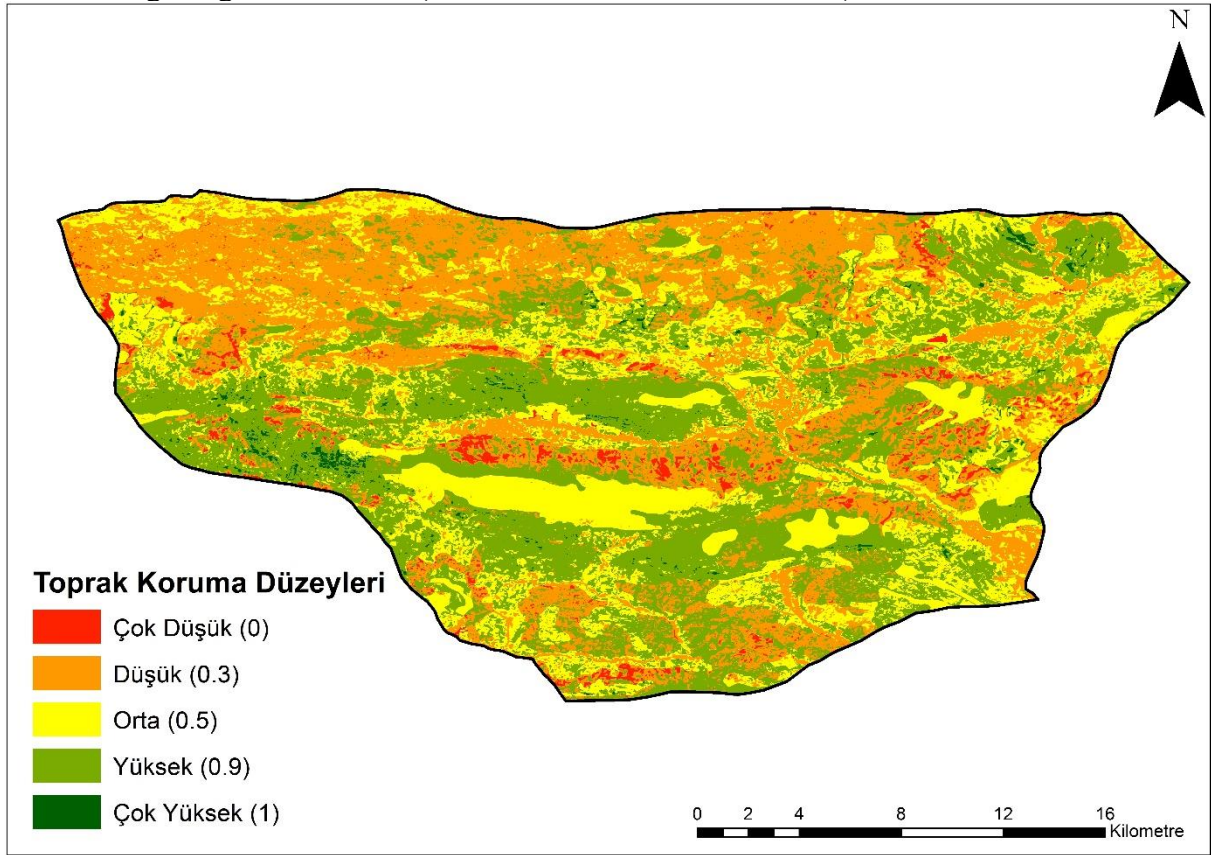 N
Toprak Koruma Düzeyleri
Çok Düşük (0)
Düşük (0.3)
Orta (0.5)
Yüksek (0.9)
Çok Yüksek (1)
0 2 4 8 12 16
Kilometre